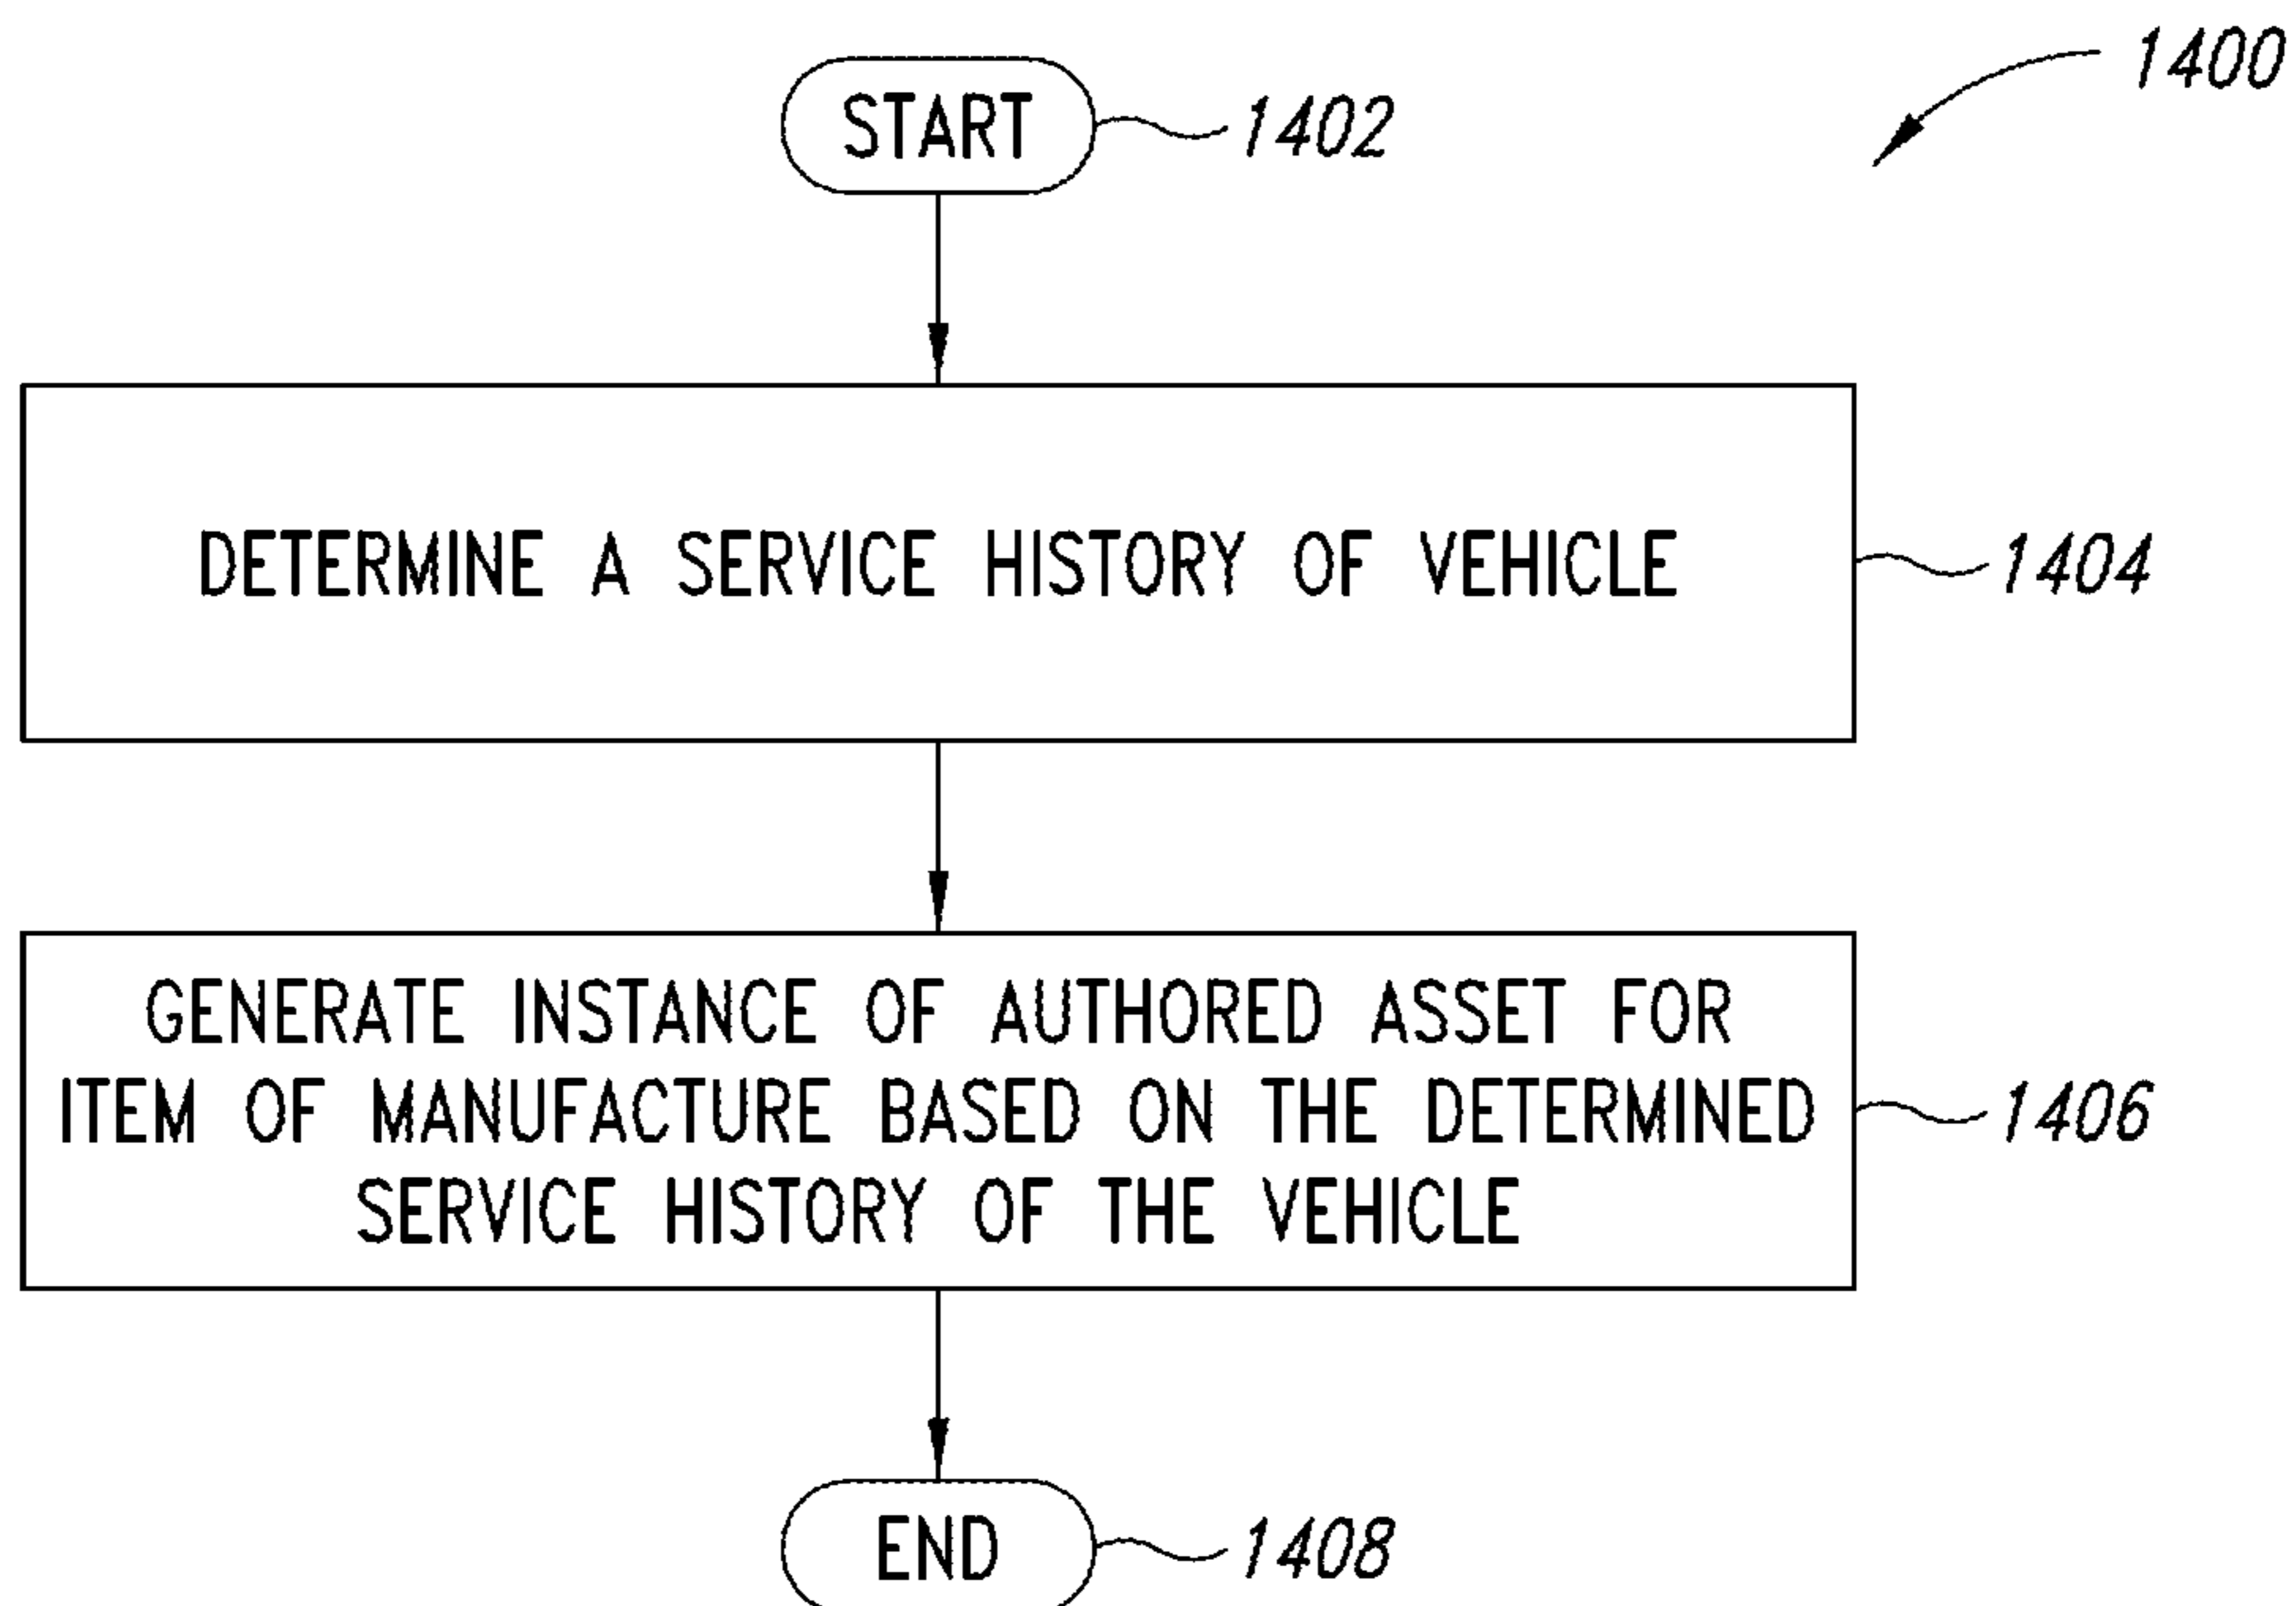 1400
START 1402
DETERMINE A SERVICE HISTORY OF VEHICLE 1404
GENERATE INSTANCE OF AUTHORED ASSET FOR
ITEM OF MANUFACTURE BASED ON THE DETERMINED 1406
SERVICE HISTORY OF THE VEHICLE
END 1408